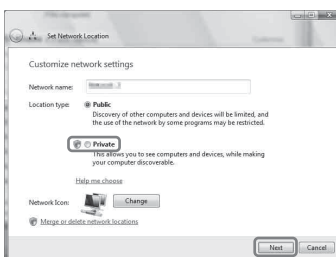 Set Network Location
Customize network settings
Network name:
Location type:
Public
Discovery of other computers and devices will be limited, and
the use of the network by some programs may be restricted.
Private
This allows you to see computers and devices, while making
your computer discoverable.
Help me choose
Network Icon:
Change
Merge or delete network locations
Next
Cancel